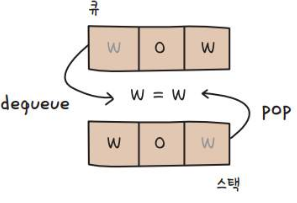 큐
W O W
dequeue
W = W
pop
W O W
스택